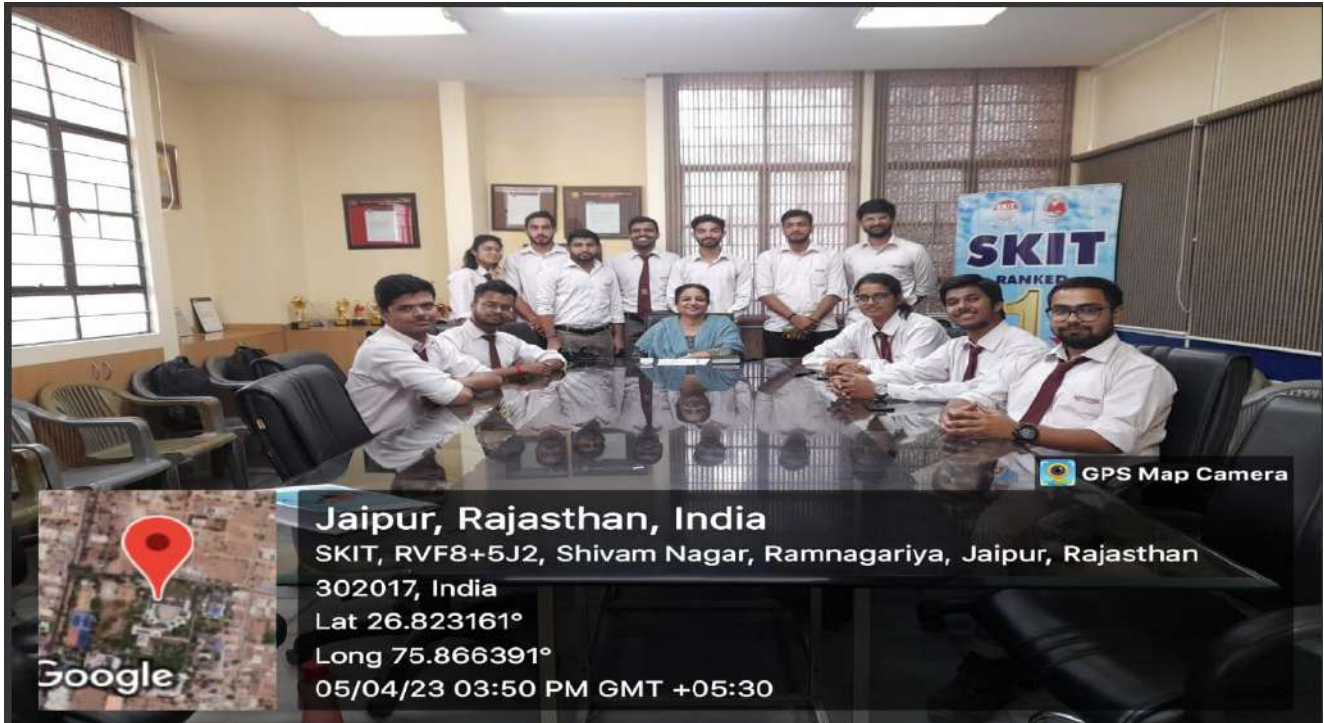 SKIT
SKIT
RANKED
1
GPS Map Camera
Jaipur, Rajasthan, India
SKIT, RVF8+5J2, Shivam Nagar, Ramnagariya, Jaipur, Rajasthan
302017, India
Lat 26.823161°
Long 75.866391°
05/04/23 03:50 PM GMT +05:30
Google